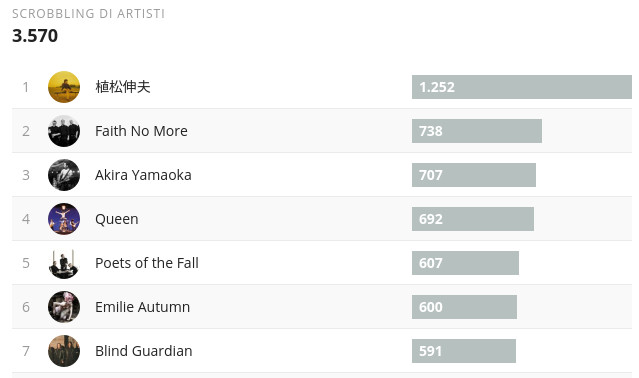 SCROBBLING DI ARTISTI
3.570
1 植松伸夫 1.252
2 Faith No More 738
3 Akira Yamaoka 707
4 Queen 692
5 Poets of the Fall 607
6 Emilie Autumn 600
7 Blind Guardian 591